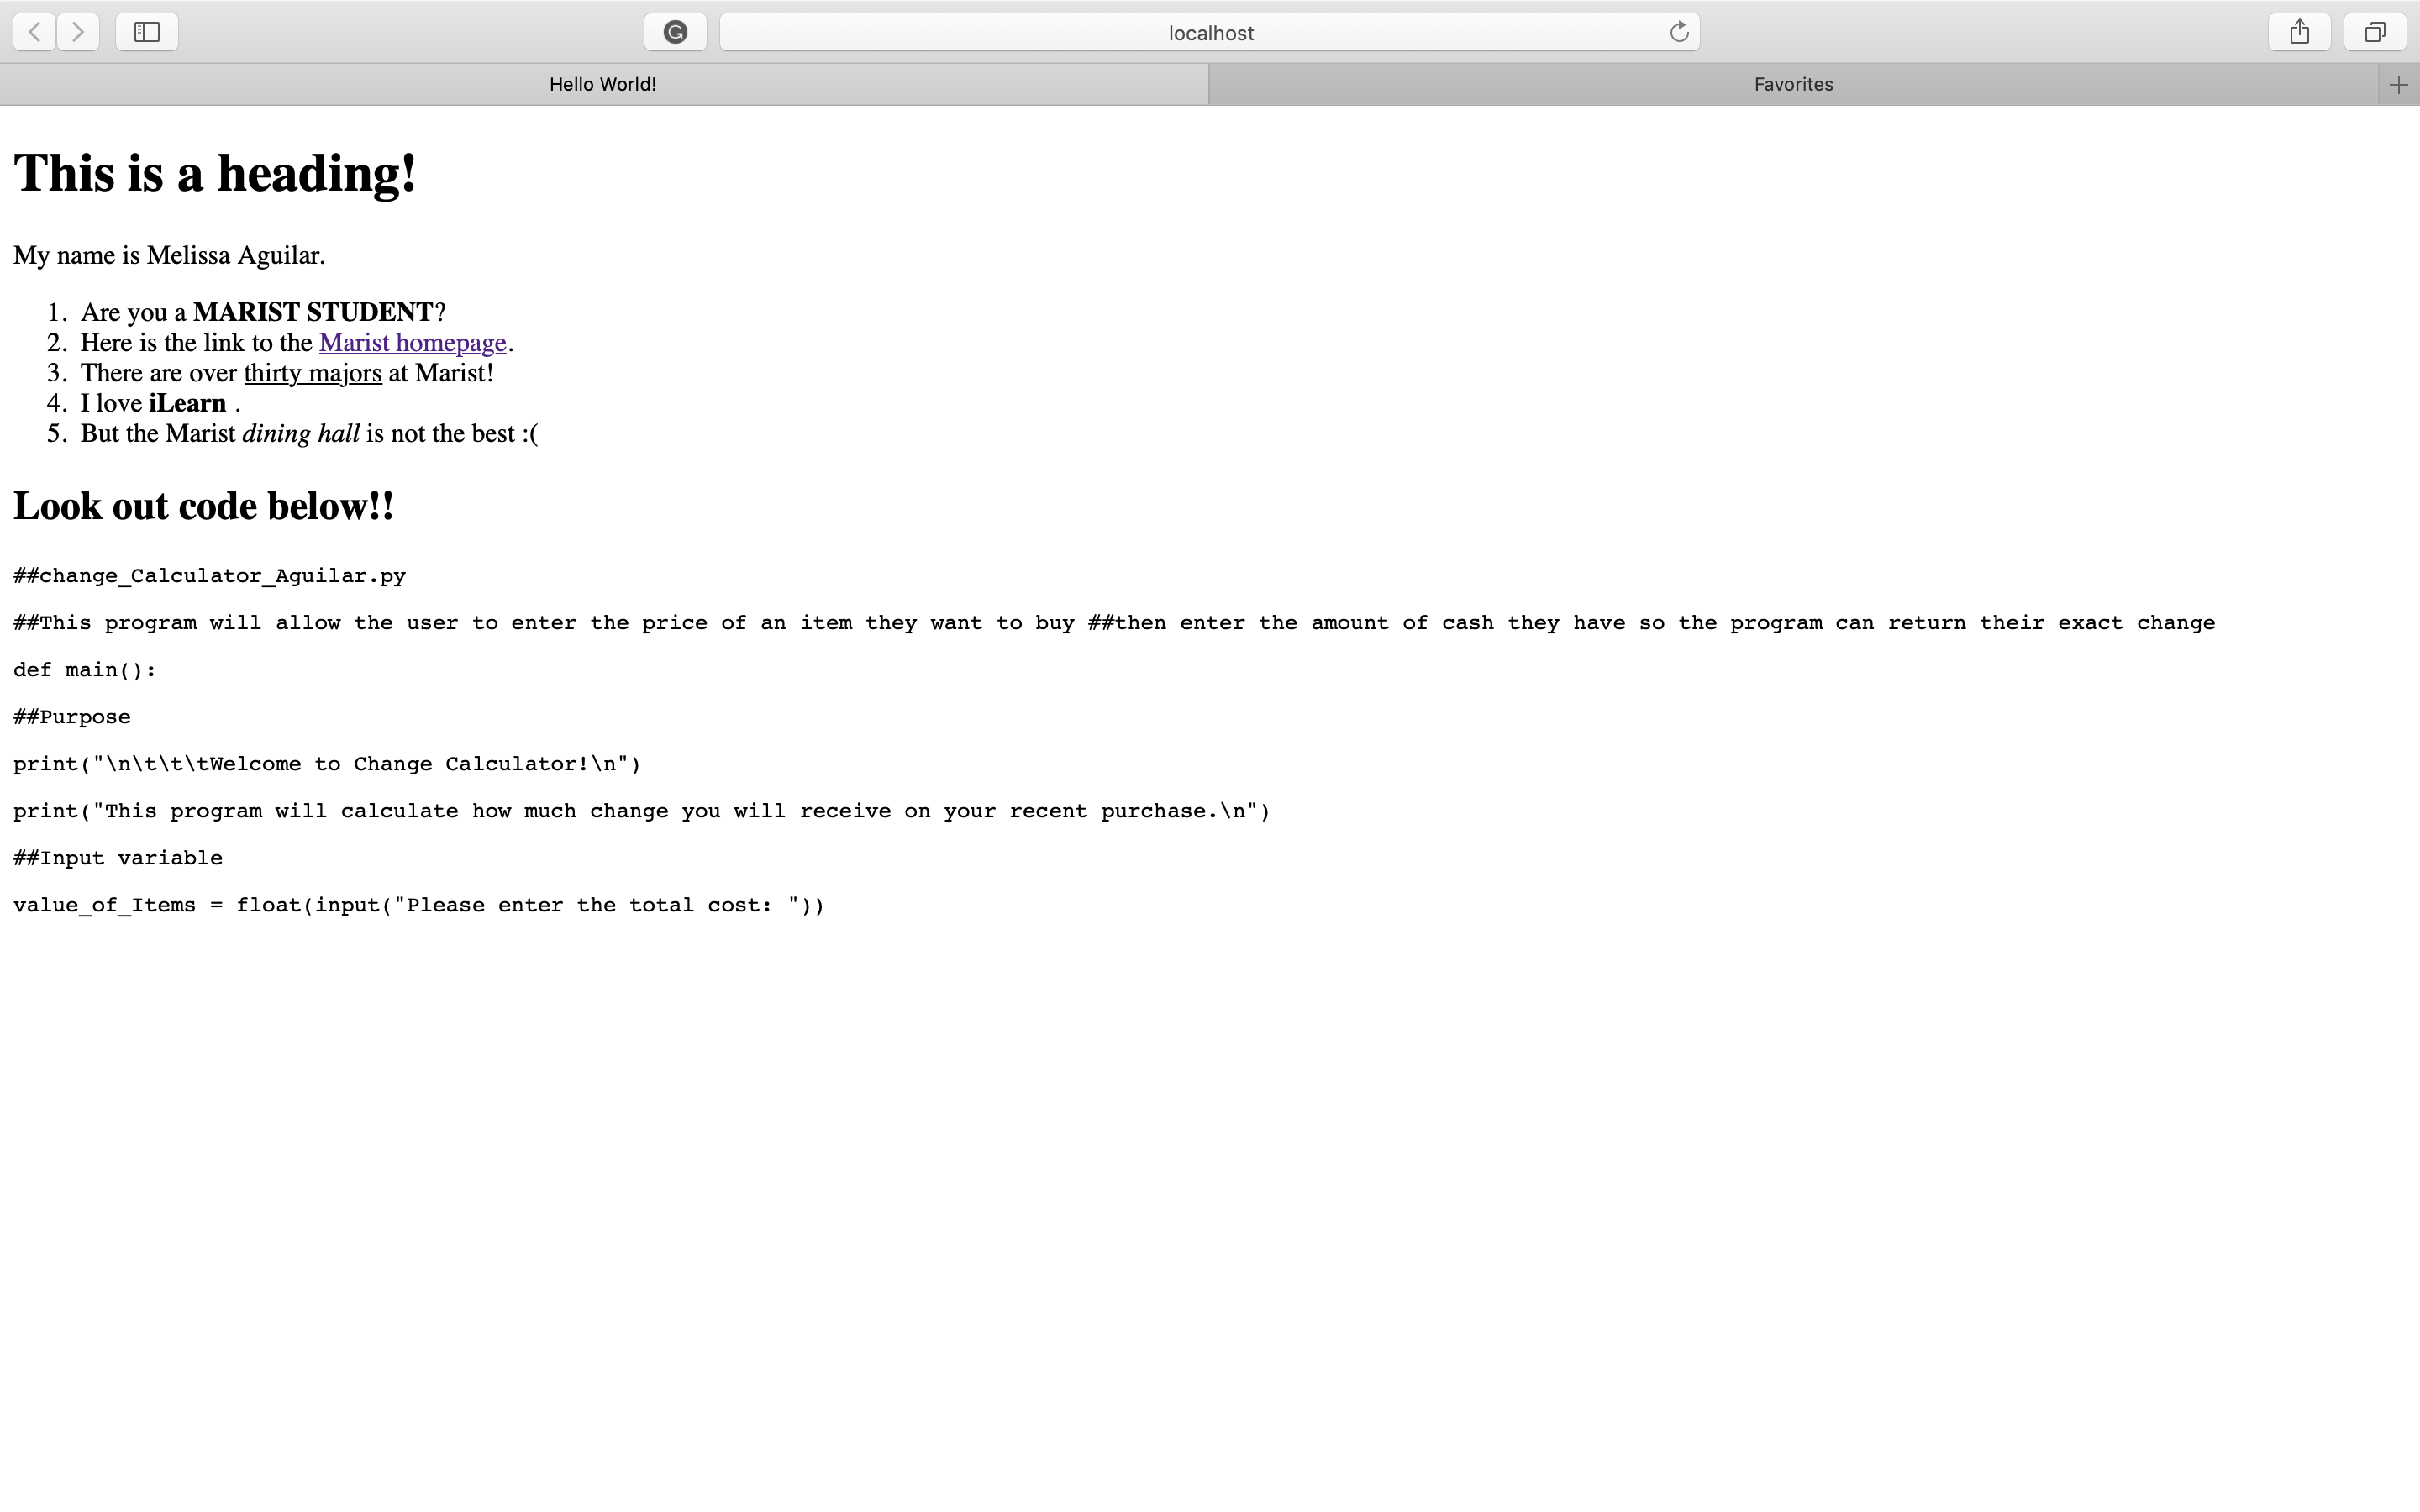 localhost
Hello World!
Favorites
This is a heading!
My name is Melissa Aguilar.
1. Are you a MARIST STUDENT?
2. Here is the link to the Marist homepage.
3. There are over thirty majors at Marist!
4. I love iLearn .
5. But the Marist dining hall is not the best :(
Look out code below!!
##change_Calculator_Aguilar.py
##This program will allow the user to enter the price of an item they want to buy ##then enter the amount of cash they have so the program can return their exact change
def main():
##Purpose
print("\n\t\t\tWelcome to Change Calculator!\n")
print("This program will calculate how much change you will receive on your recent purchase.\n")
##Input variable
value_of_Items = float(input("Please enter the total cost: "))